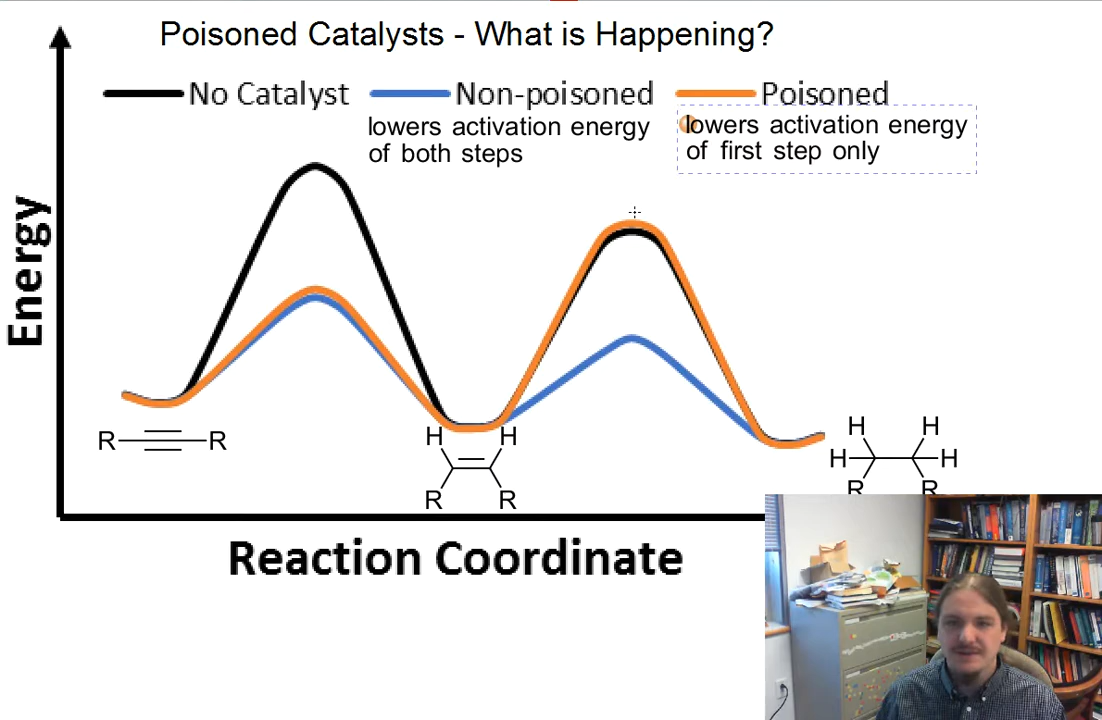 Poisoned Catalysts - What is Happening?
No Catalyst
Non-poisoned
Poisoned
lowers activation energy
of both steps
lowers activation energy
of first step only
Energy
R R
H H
R R
H H
H H
R R
Reaction Coordinate